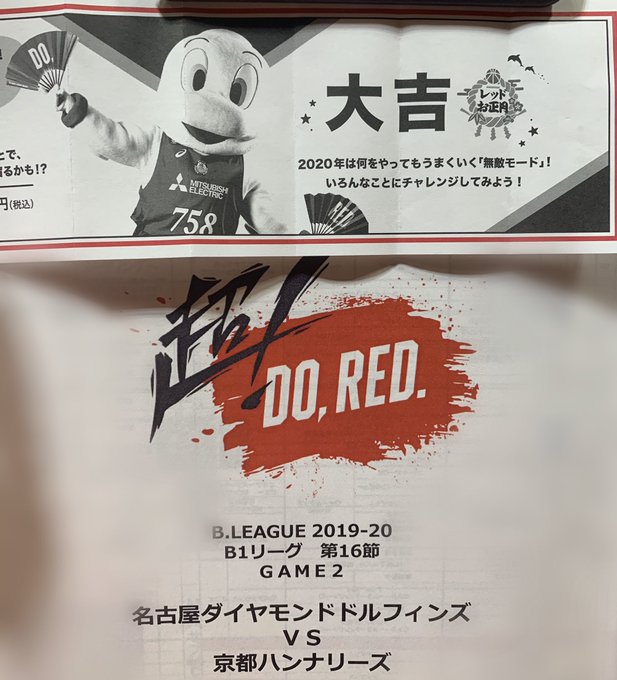 DO,
大吉
レッド
お正月
2020年は何をやってもうまくいく「無敵モード」!
いろんなことにチャレンジしてみよう!
とで、
るかも!?
円(税込)
MITSUBISHI
ELECTRIC
758
超!
DO, RED.
B.LEAGUE 2019-20
B1リーグ 第16節
GAME2
名古屋ダイヤモンドドルフィンズ
VS
京都ハンナリーズ